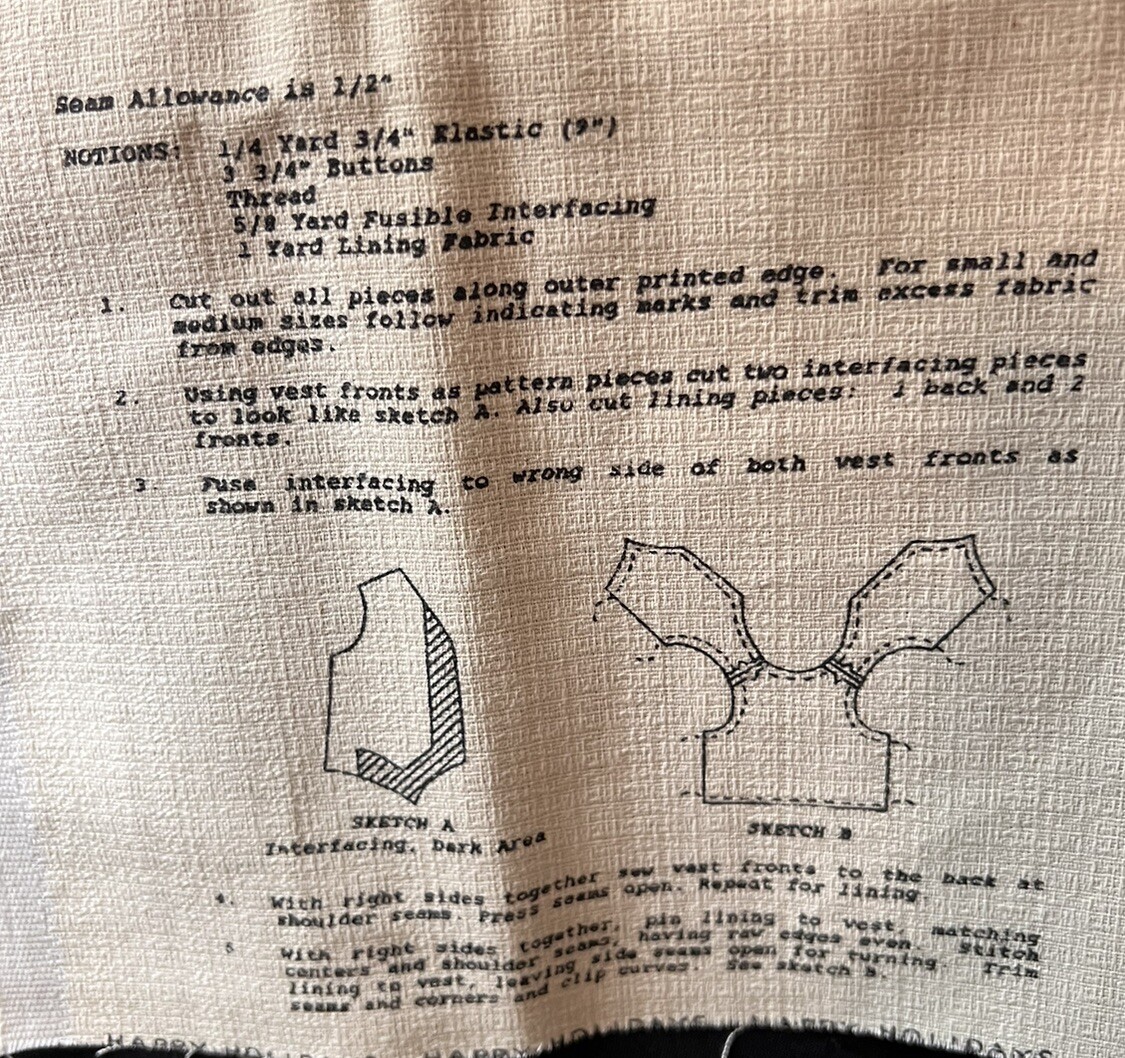 Seam Allowance is 1/2"
NOTIONS: 1/4 Yard 3/4" Elastic (9")
3 3/4" Buttons
Thread
5/8 Yard Fusible Interfacing
1 Yard Lining Fabric
1. Cut out all pieces along outer printed edge. For small and
medium sizes follow indicating marks and trim excess fabric
from edges.
2. Using vest fronts as pattern pieces cut two interfacing pieces
to look like sketch A. Also cut lining pieces: 1 back and 2
fronts.
3. Fuse interfacing to wrong side of both vest fronts as
shown in sketch A.
SKETCH A
Interfacing, Dark Area
SKETCH B
4. With right sides together sew vest fronts to the back at
shoulder seams. Press seams open. Repeat for lining.
5 With right sides together, pin lining to vest, matching
centers and shoulder seams, having raw edges even. Stitch
lining to vest, leaving side seams open for turning. Trim
seams and corners and clip curves. See sketch B.
HAPPY HOLIDAYS HAPPY HOLIDAYS